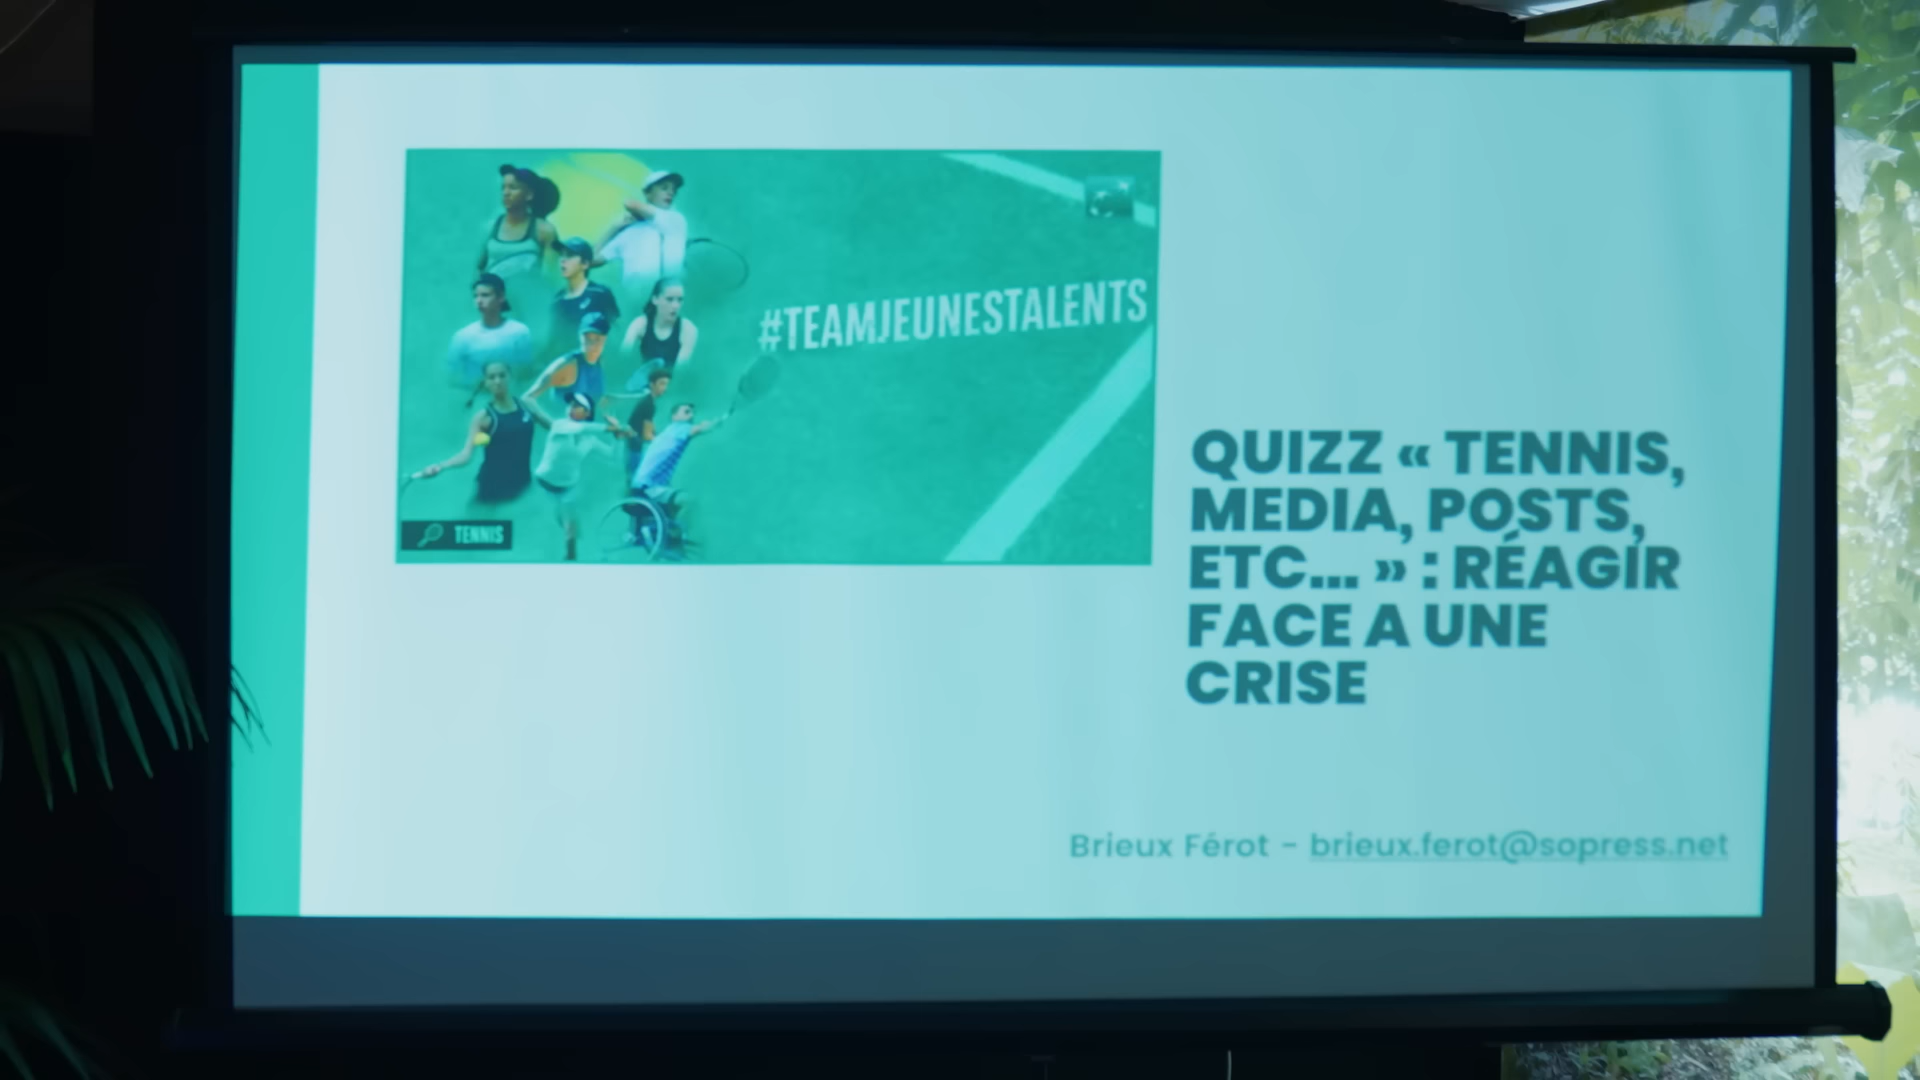 #TEAMJEUNESTALENTS
TENNIS
QUIZZ « TENNIS,
MEDIA, POSTS,
ETC... » : RÉAGIR
FACE A UNE
CRISE
Brieux Férot - brieux.ferot@sopress.net